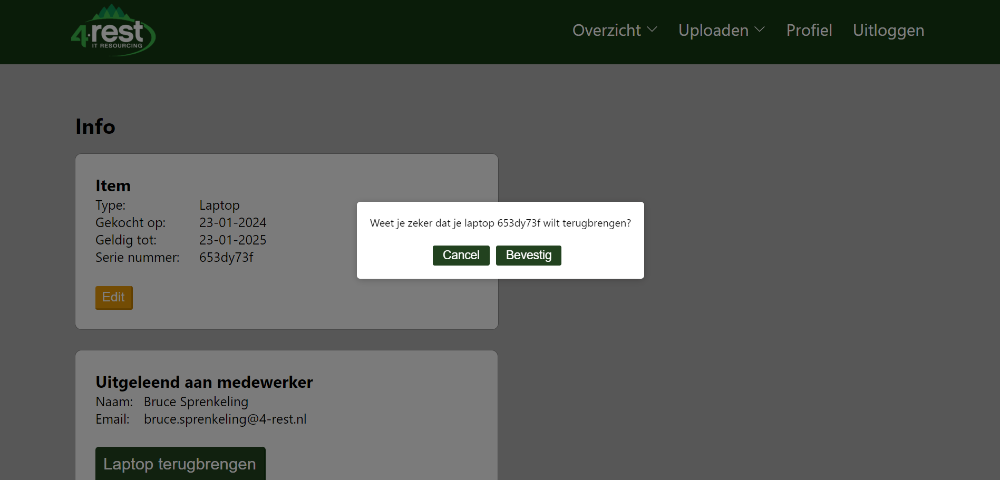 4·rest
IT RESOURCING
Overzicht Uploaden Profiel Uitloggen
Info
Item
Type: Laptop
Gekocht op: 23-01-2024
Geldig tot: 23-01-2025
Serie nummer: 653dy73f
Edit
Weet je zeker dat je laptop 653dy73f wilt terugbrengen?
Cancel Bevestig
Uitgeleend aan medewerker
Naam: Bruce Sprenkeling
Email: bruce.sprenkeling@4-rest.nl
Laptop terugbrengen